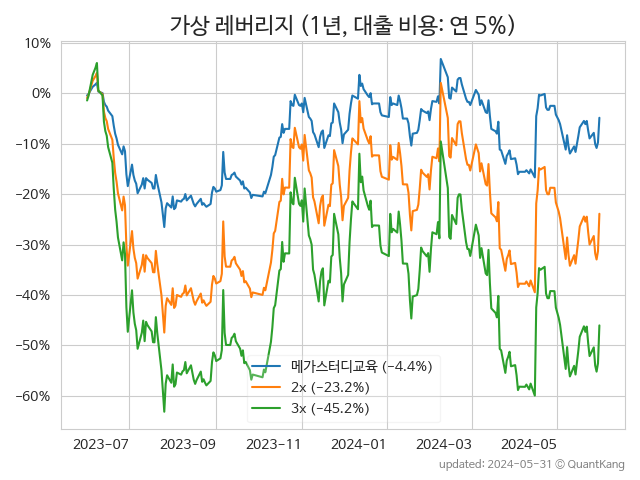 가상 레버리지 (1년, 대출 비용: 연 5%)
10%
0%
−10%
−20%
−30%
−40%
−50%
−60%
메가스터디교육 (−4.4%)
2x (−23.2%)
3x (−45.2%)
2023-07 2023-09 2023-11 2024-01 2024-03 2024-05
updated: 2024-05-31 © QuantKang